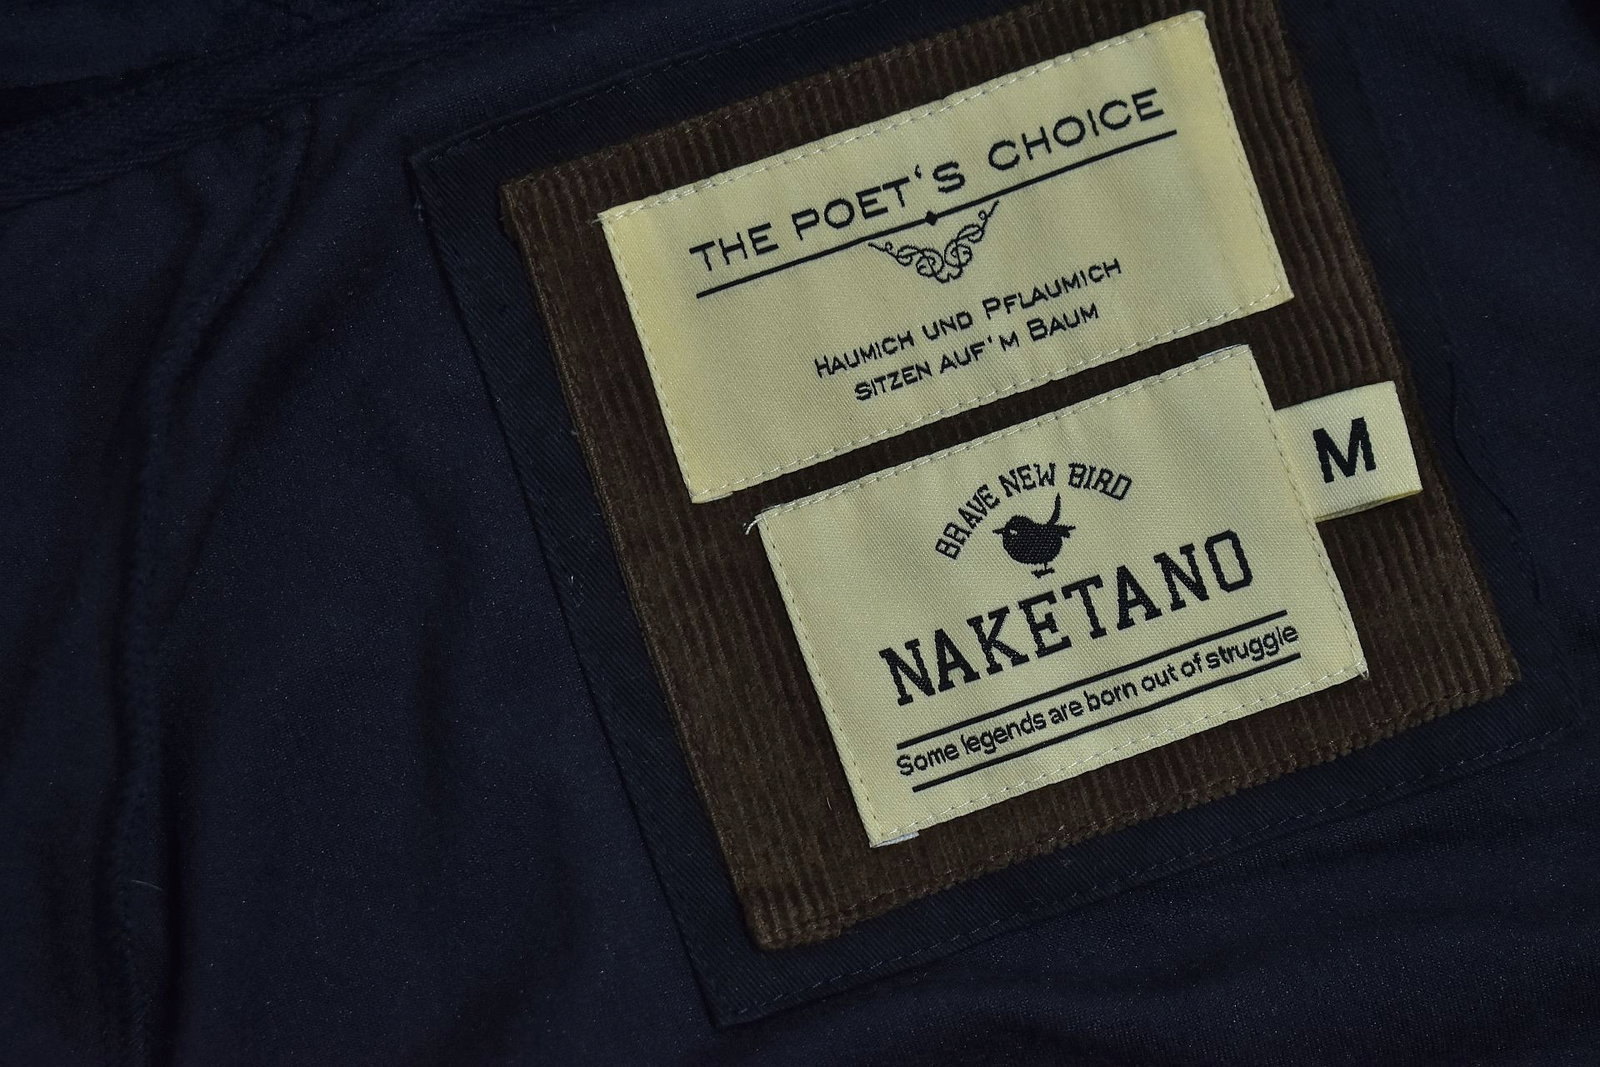 THE POET'S CHOICE
HAUMICH UND PFLAUMICH
SITZEN AUF'M BAUM
BRAVE NEW BIRD
NAKETANO
Some legends are born out of struggle
M